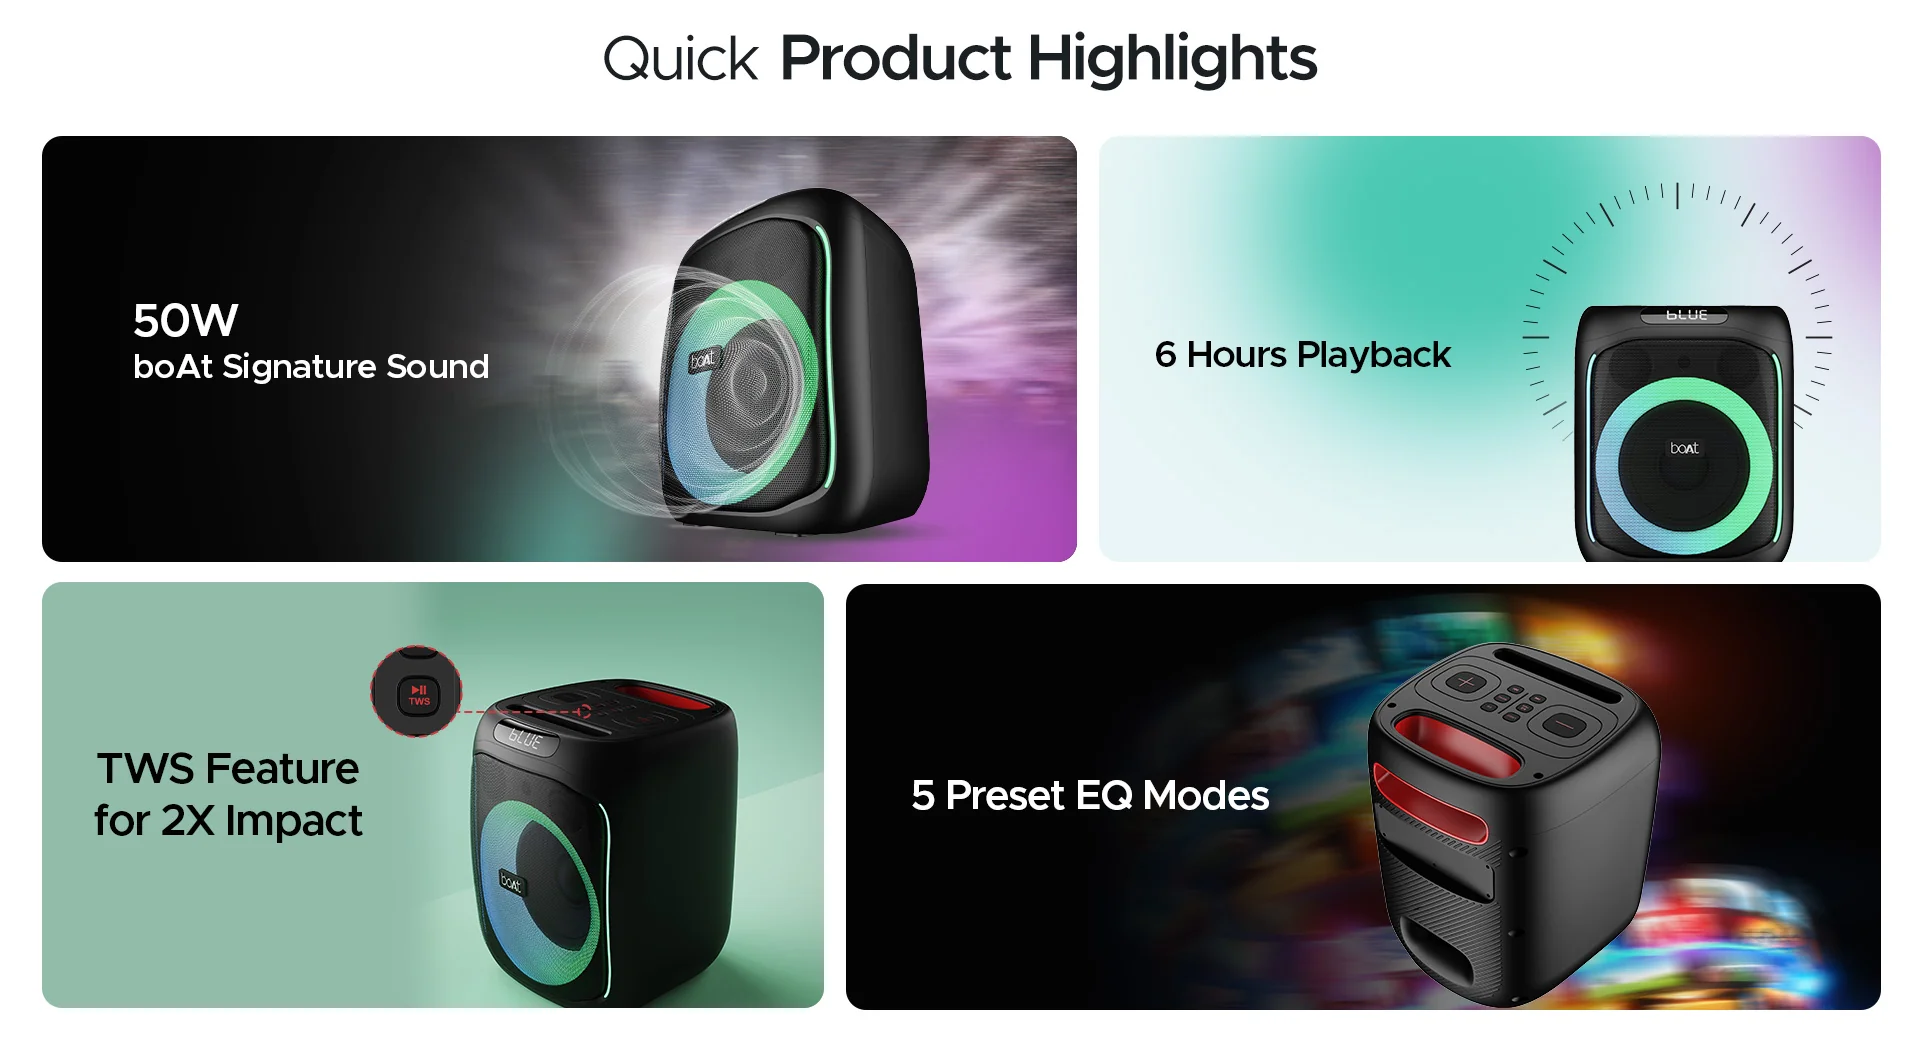 Quick Product Highlights
50W
boAt Signature Sound
boAt
6 Hours Playback
BLUE
boAt
TWS Feature
for 2X Impact
TWS
BLUE
boAt
5 Preset EQ Modes